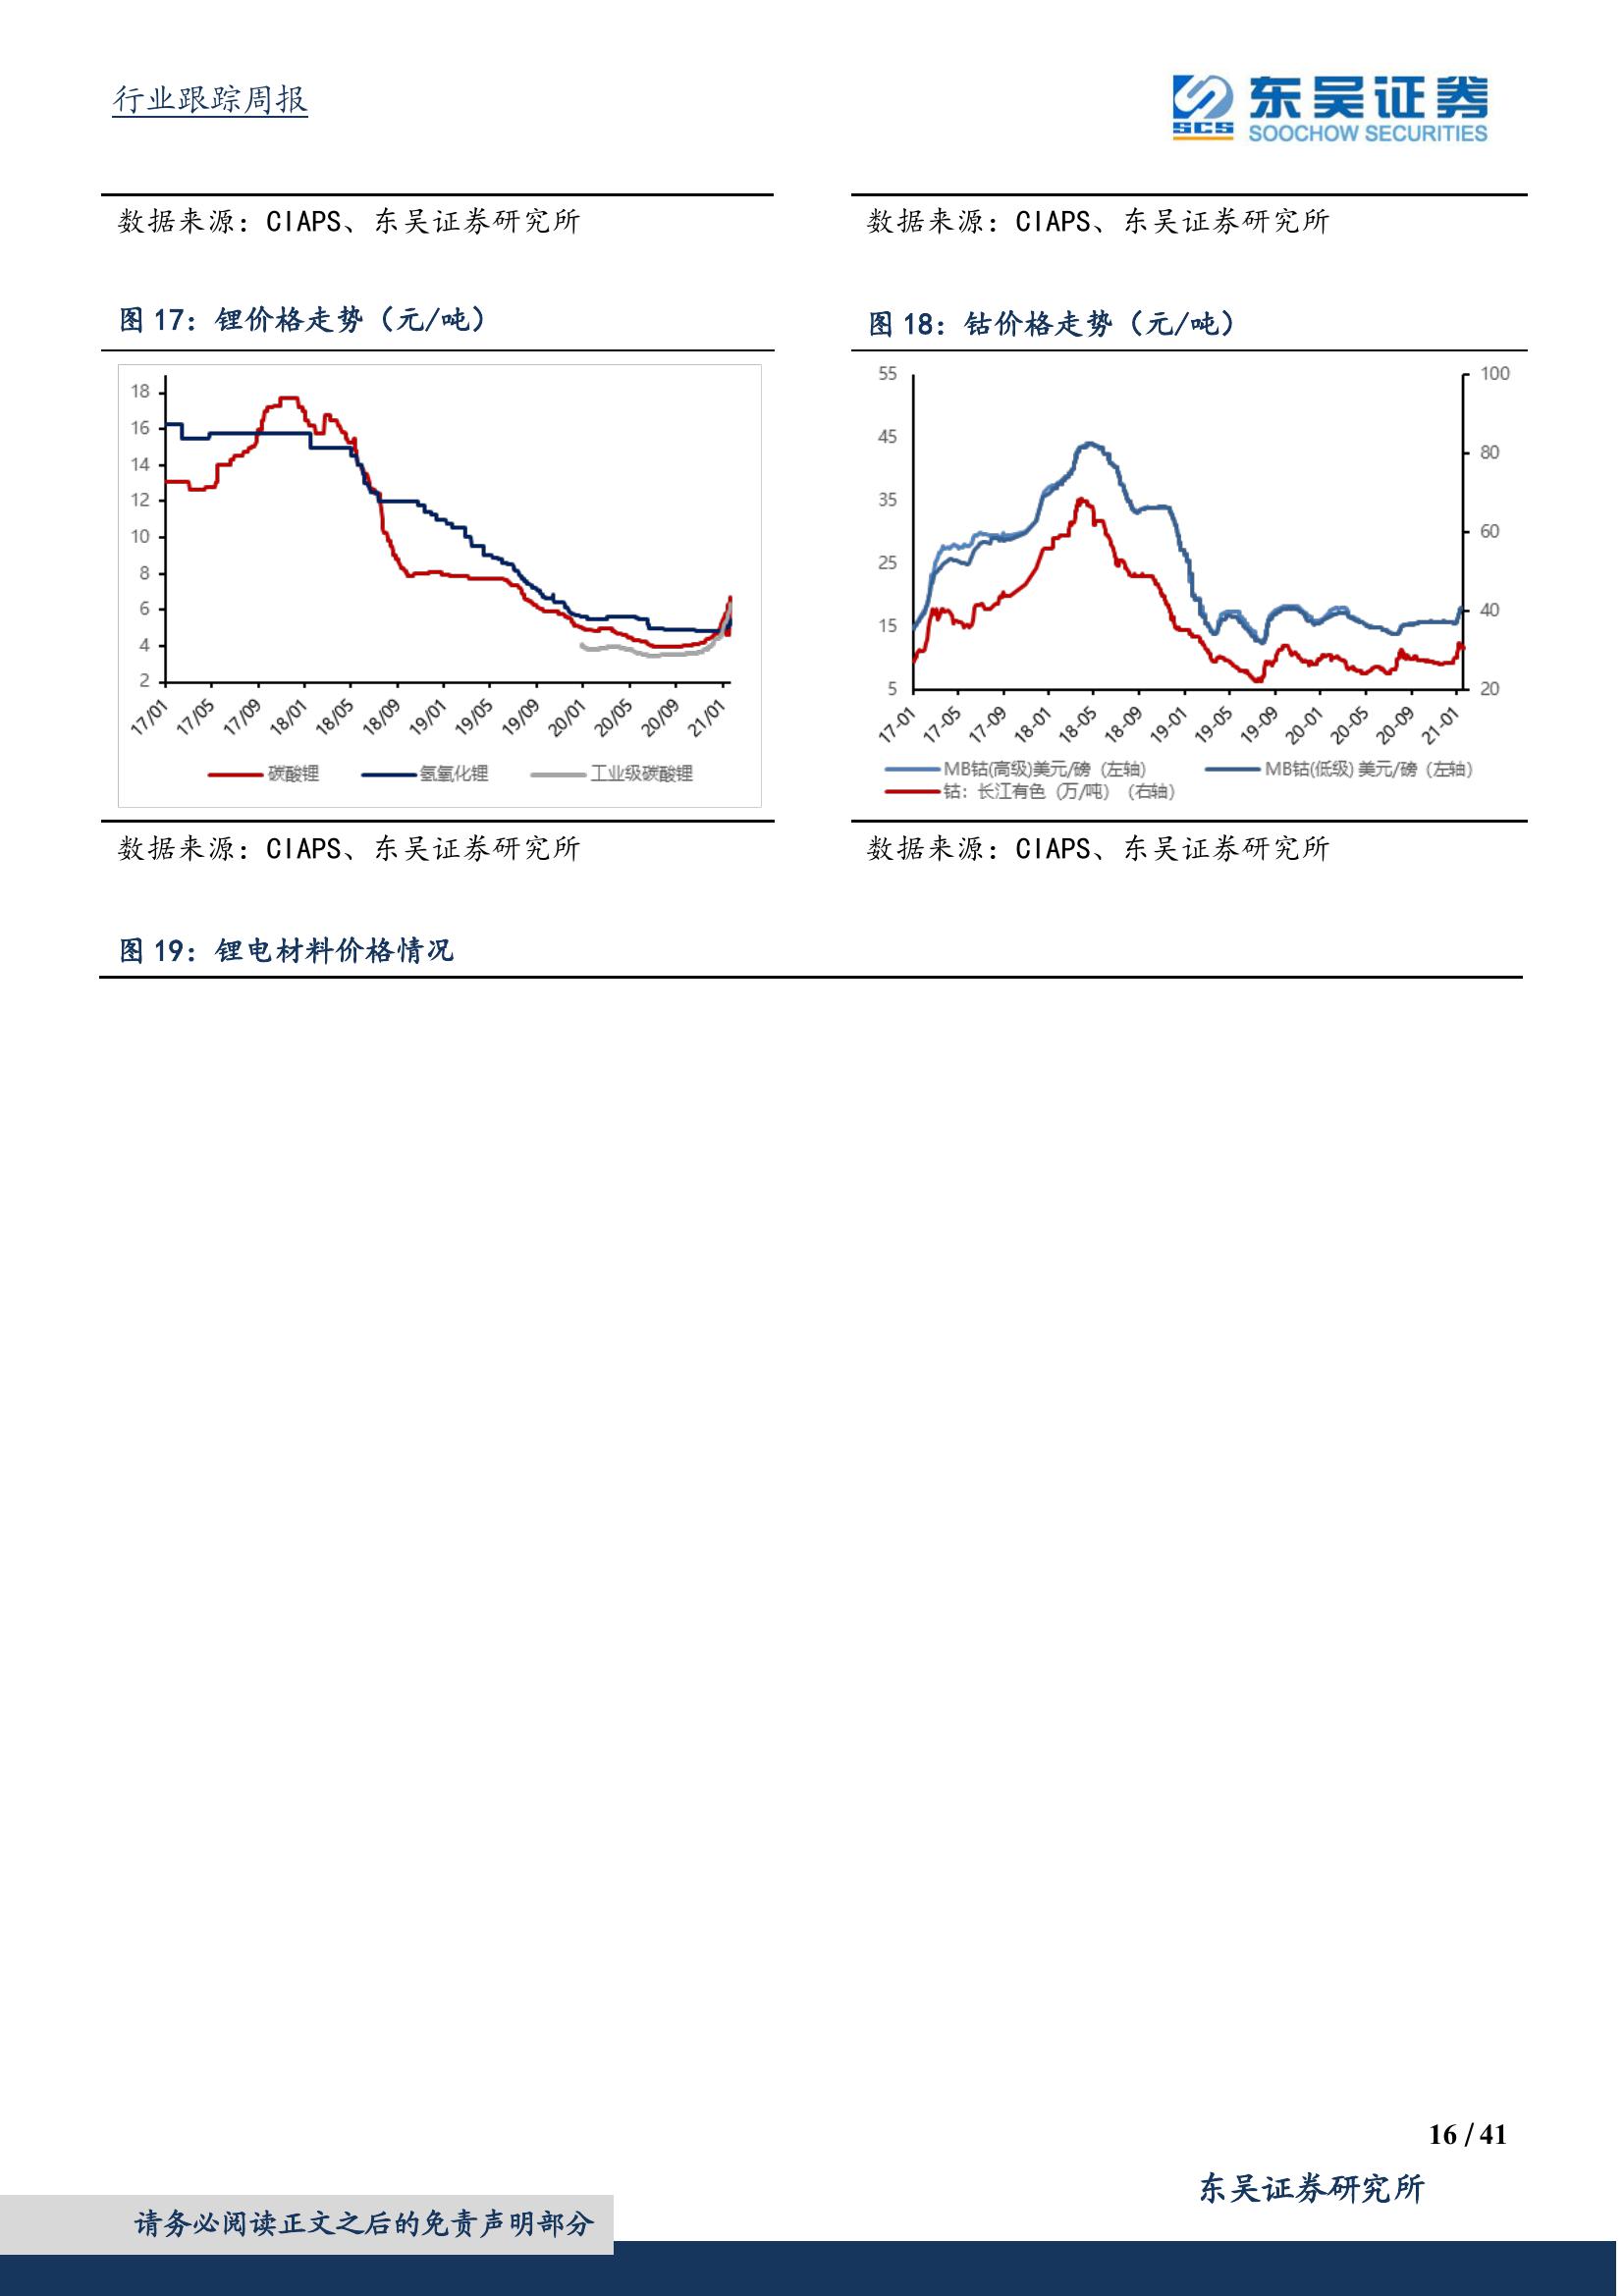 行业跟踪周报
SCS
东吴证券
SOOCHOW SECURITIES
数据来源：CIAPS、东吴证券研究所
数据来源：CIAPS、东吴证券研究所
图 17：锂价格走势（元/吨）
18
16
14
12
10
8
6
4
2
17/01
17/05
17/09
18/01
18/05
18/09
19/01
19/05
19/09
20/01
20/05
20/09
21/01
碳酸锂
氢氧化锂
工业级碳酸锂
数据来源：CIAPS、东吴证券研究所
图 18：钴价格走势（元/吨）
55
45
35
25
15
5
100
80
60
40
20
17-01
17-05
17-09
18-01
18-05
18-09
19-01
19-05
19-09
20-01
20-05
20-09
21-01
MB钴(高级)美元/磅（左轴）
MB钴(低级) 美元/磅（左轴）
钴：长江有色（万/吨）（右轴）
数据来源：CIAPS、东吴证券研究所
图 19：锂电材料价格情况
16 / 41
东吴证券研究所
请务必阅读正文之后的免责声明部分